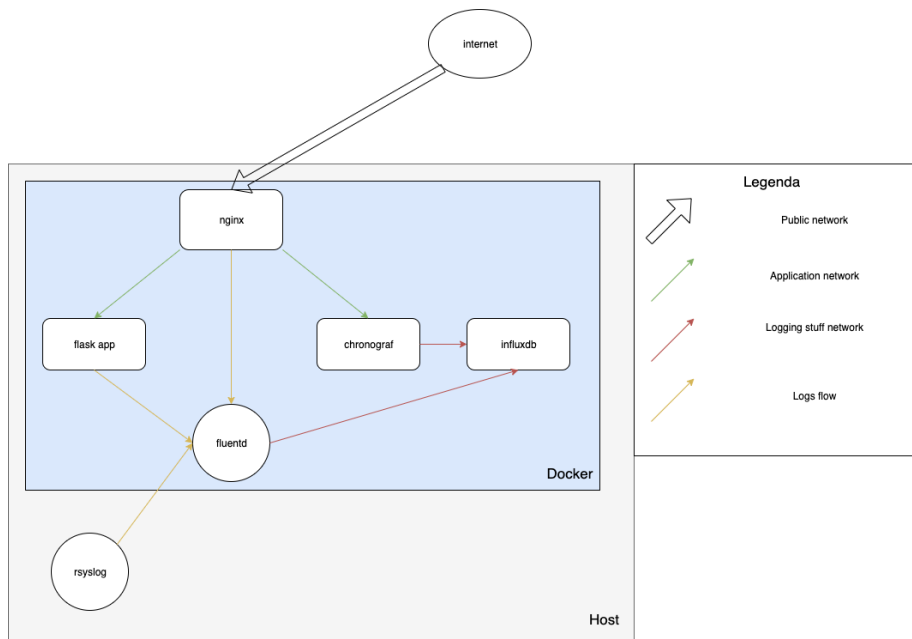 internet
nginx
flask app
chronograf
influxdb
fluentd
Docker
rsyslog
Host
Legenda
Public network
Application network
Logging stuff network
Logs flow